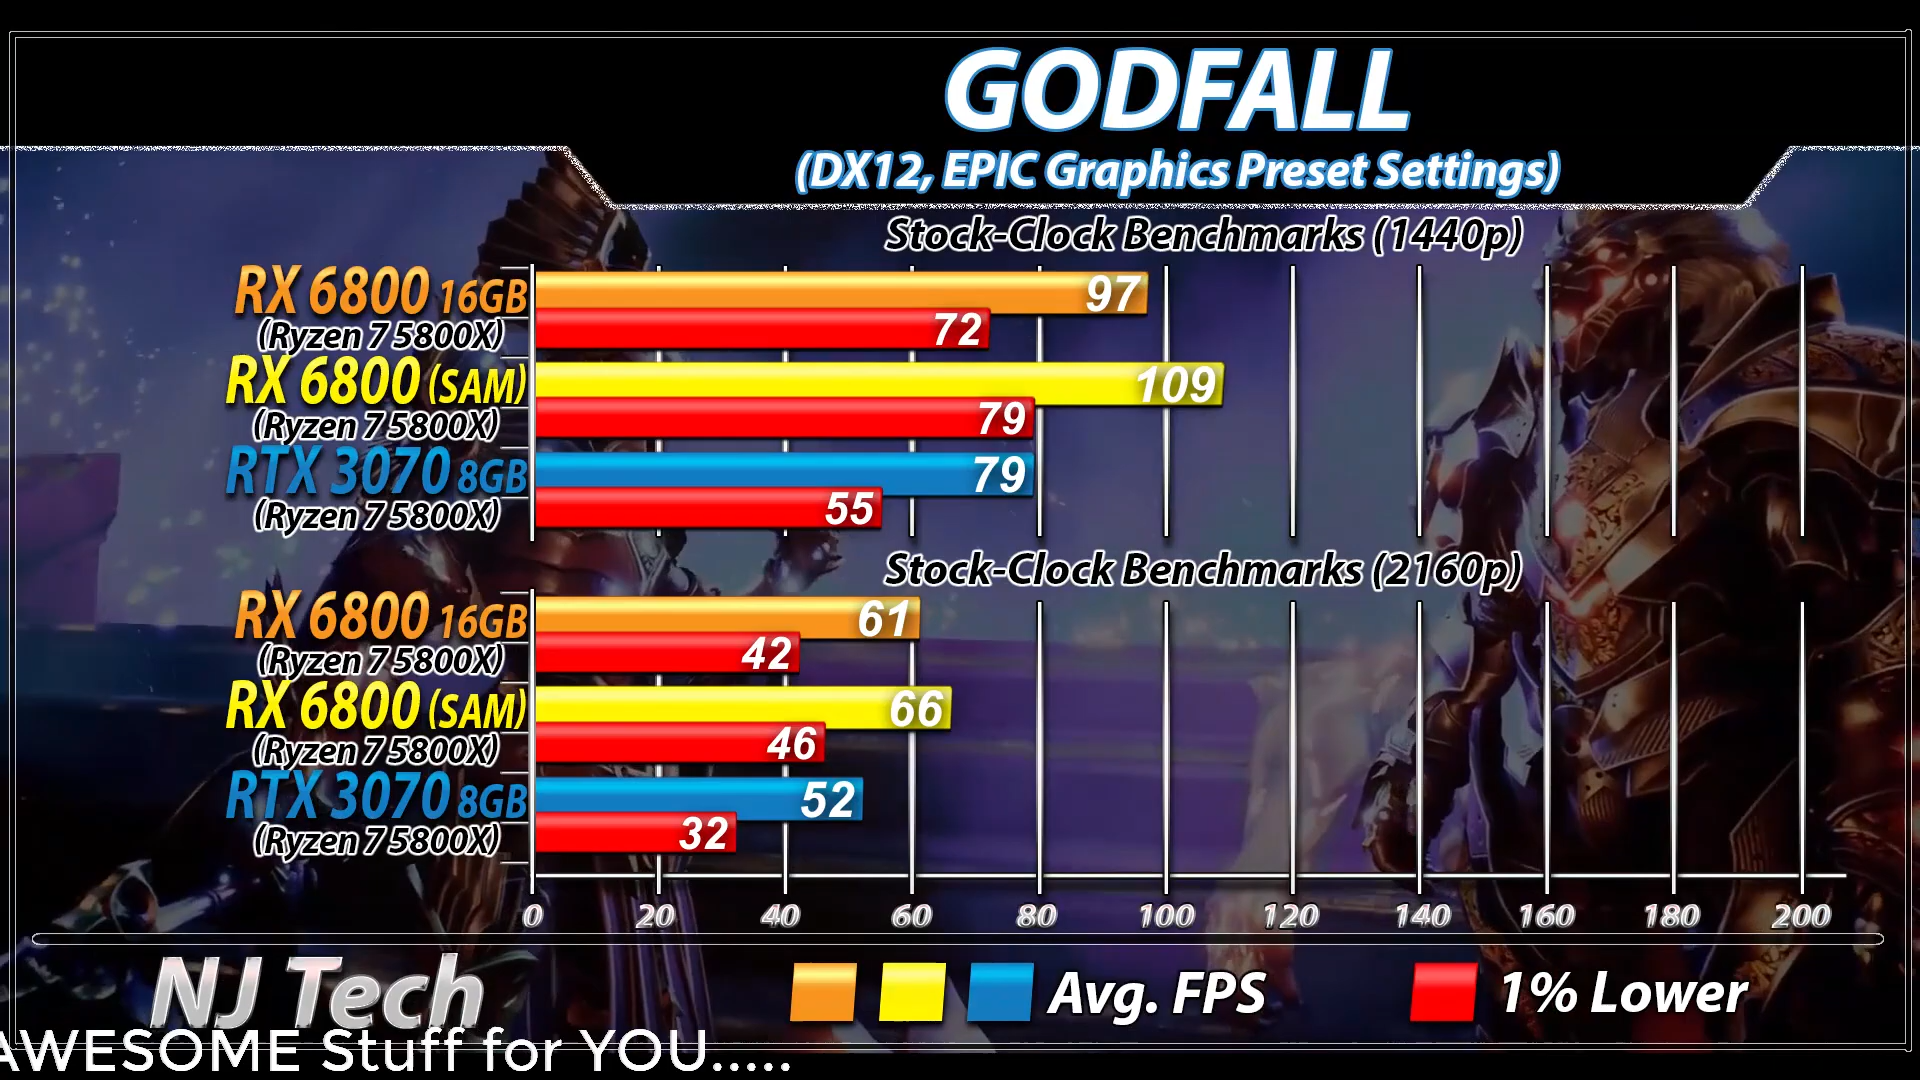 GODFALL
(DX12, EPIC Graphics Preset Settings)
Stock-Clock Benchmarks (1440p)
RX 6800 16GB
97
(Ryzen 7 5800X)
72
RX 6800 (SAM)
109
(Ryzen 7 5800X)
79
RTX 3070 8GB
79
(Ryzen 7 5800X)
55
Stock-Clock Benchmarks (2160p)
RX 6800 16GB
61
(Ryzen 7 5800X)
42
RX 6800 (SAM)
66
(Ryzen 7 5800X)
46
RTX 3070 8GB
52
(Ryzen 7 5800X)
32
0 20 40 60 80 100 120 140 160 180 200
NJ Tech
Avg. FPS
1% Lower
AWESOME Stuff for YOU.....